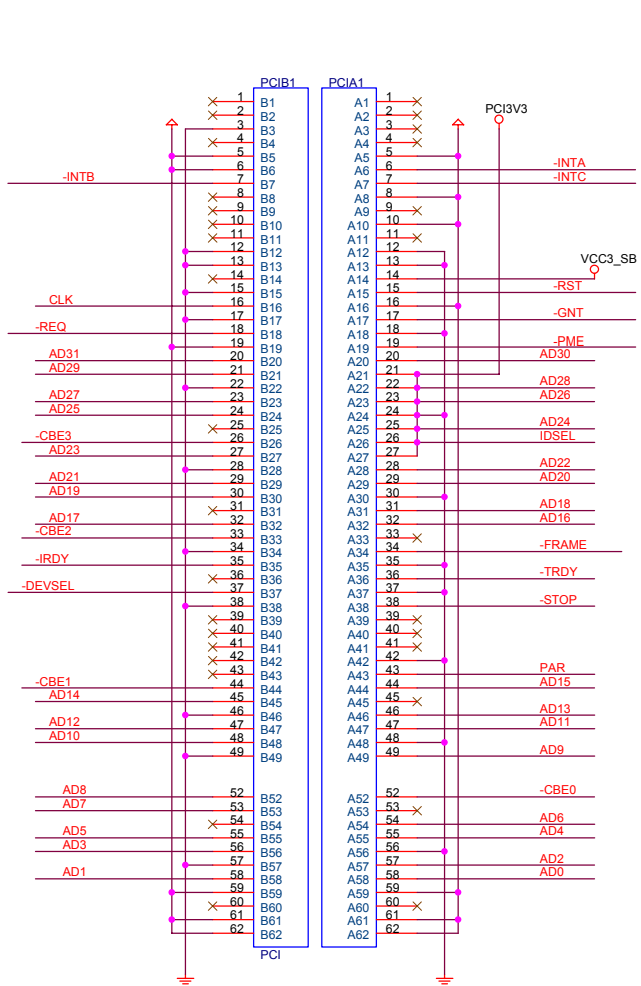 PCIB1 PCIA1
PCI3V3
1 B1 A1 1
2 B2 A2 2
3 B3 A3 3
4 B4 A4 4
5 B5 A5 5
6 B6 A6 6 -INTA
-INTB 7 B7 A7 7 -INTC
8 B8 A8 8
9 B9 A9 9
10 B10 A10 10
11 B11 A11 11
12 B12 A12 12
13 B13 A13 13 VCC3_SB
14 B14 A14 14
15 B15 A15 15 -RST
CLK 16 B16 A16 16
17 B17 A17 17 -GNT
-REQ 18 B18 A18 18
19 B19 A19 19 -PME
AD31 20 B20 A20 20 AD30
AD29 21 B21 A21 21
22 B22 A22 22 AD28
AD27 23 B23 A23 23 AD26
AD25 24 B24 A24 24
25 B25 A25 25 AD24
-CBE3 26 B26 A26 26 IDSEL
AD23 27 B27 A27 27
28 B28 A28 28 AD22
AD21 29 B29 A29 29 AD20
AD19 30 B30 A30 30
31 B31 A31 31 AD18
AD17 32 B32 A32 32 AD16
-CBE2 33 B33 A33 33
34 B34 A34 34 -FRAME
-IRDY 35 B35 A35 35
36 B36 A36 36 -TRDY
-DEVSEL 37 B37 A37 37
38 B38 A38 38 -STOP
39 B39 A39 39
40 B40 A40 40
41 B41 A41 41
42 B42 A42 42
43 B43 A43 43 PAR
-CBE1 44 B44 A44 44 AD15
AD14 45 B45 A45 45
46 B46 A46 46 AD13
AD12 47 B47 A47 47 AD11
AD10 48 B48 A48 48
49 B49 A49 49 AD9
AD8 52 B52 A52 52 -CBE0
AD7 53 B53 A53 53
54 B54 A54 54 AD6
AD5 55 B55 A55 55 AD4
AD3 56 B56 A56 56
57 B57 A57 57 AD2
AD1 58 B58 A58 58 AD0
59 B59 A59 59
60 B60 A60 60
61 B61 A61 61
62 B62 A62 62
PCI